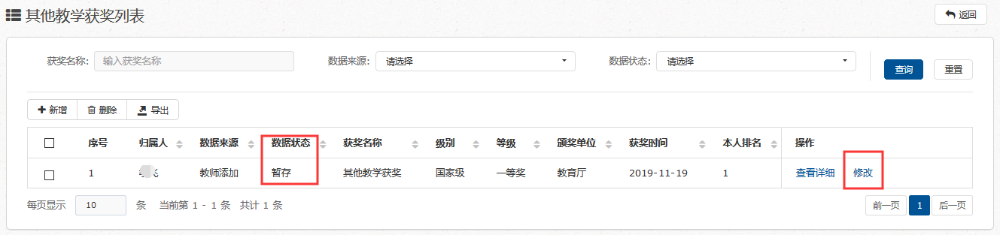 其他教学获奖列表 返回
获奖名称: 输入获奖名称 数据来源: 请选择 数据状态: 请选择 查询 重置
新增 删除 导出
序号 归属人 数据来源 数据状态 获奖名称 级别 等级 颁奖单位 获奖时间 本人排名 操作
1 教师添加 暂存 其他教学获奖 国家级 一等奖 教育厅 2019-11-19 1 查看详细 修改
每页显示 10 条 当前第 1 - 1 条 共计 1 条 前一页 1 后一页